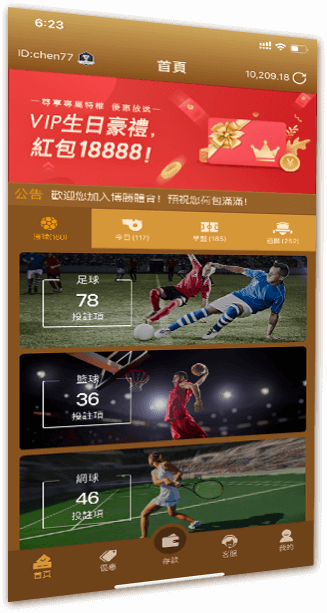 6:23
ID:chen77
首頁
10,209.18
一尊享專屬特權 優惠放送一
VIP生日豪禮,
紅包18888!
公告 歡迎您加入博勝體育! 預祝您荷包滿滿!
今日 (117)
早盤 (185)
足球
78
投註項
籃球
36
投註項
網球
46
投註項
首頁
優惠
存款
客服
我的